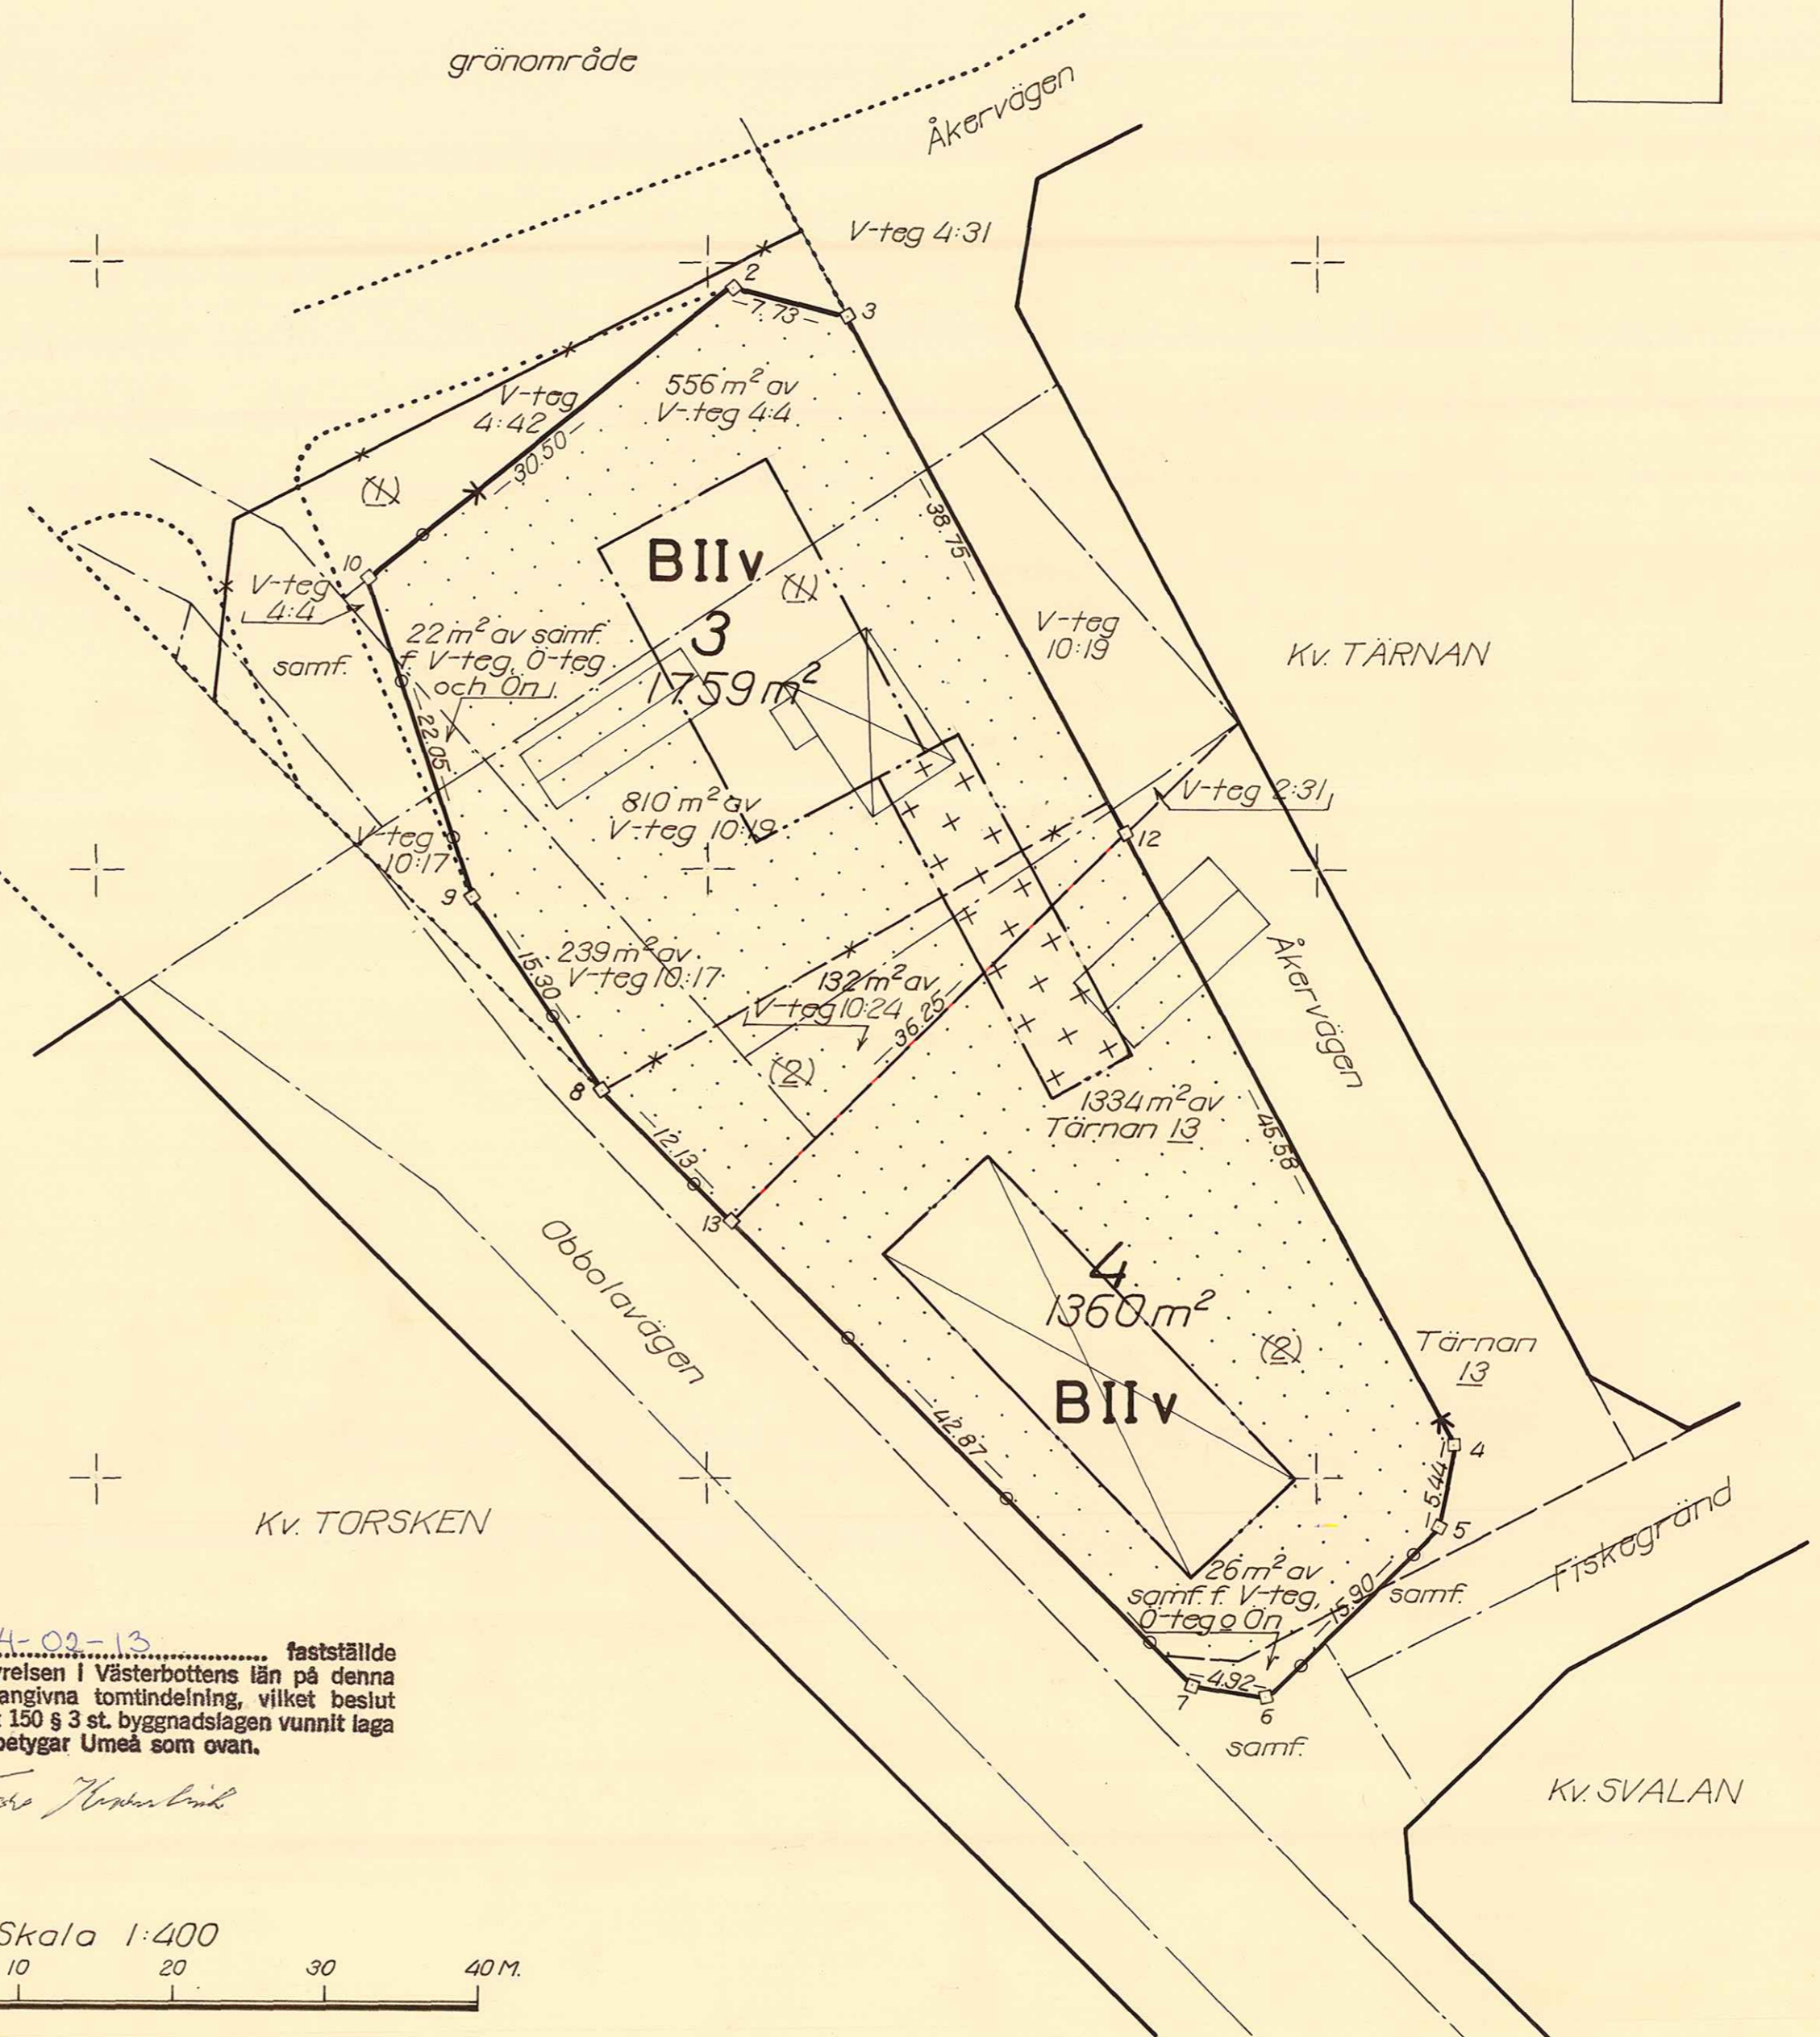 grönområde
Åkervägen
V-teg 4:31
2
3
7.73
556 m² av
V-teg 4:4
V-teg
4:42
30.50
(1)
10
V-teg
4:4
samf.
22 m² av samf.
f. V-teg, Ö-teg
och Ön
22.05
BIIv
(1)
3
1759 m²
38.75
V-teg
10:19
Kv. TÄRNAN
V-teg 2:31
12
810 m² av
V-teg 10:19
V-teg
10:17
9
15.30
239 m² av
V-teg 10:17
132 m² av
V-teg 10:24
36.25
(2)
8
12.13
13
Åkervägen
1334 m² av
Tärnan 13
45.58
Obbolavägen
4
1360 m²
(2)
BIIv
Tärnan
13
42.87
4
5.44
5
Fiskegränd
Kv. TORSKEN
26 m² av
samf. f. V-teg,
Ö-teg o Ön
15.90
samf.
4.92
7
6
samf.
Kv. SVALAN
4-02-13 fastställde
relsen i Västerbottens län på denna
angivna tomtindelning, vilket beslut
150 § 3 st. byggnadslagen vunnit laga
betygar Umeå som ovan.
Skala 1:400
10 20 30 40 M.